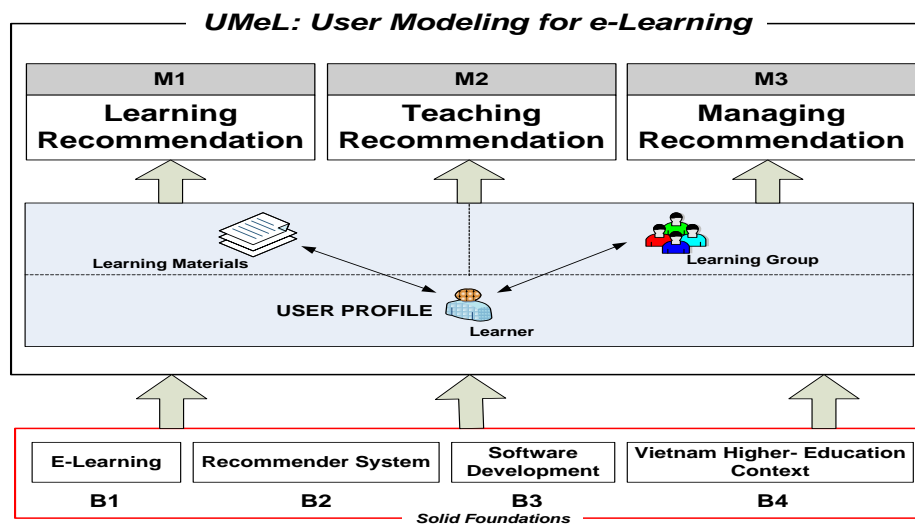 UMeL: User Modeling for e-Learning
M1
Learning
Recommendation
M2
Teaching
Recommendation
M3
Managing
Recommendation
Learning Materials
Learning Group
USER PROFILE
Learner
E-Learning
Recommender System
Software
Development
Vietnam Higher- Education
Context
B1
B2
B3
B4
Solid Foundations